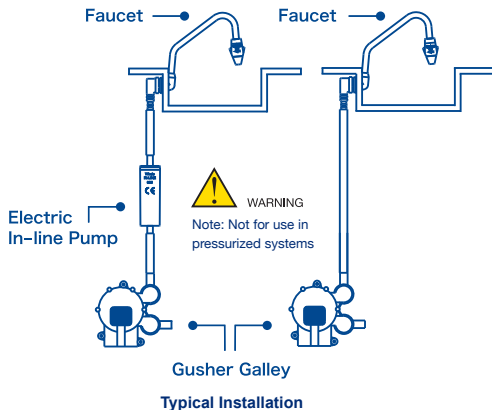 Faucet
Faucet
WARNING
Note: Not for use in
pressurized systems
Electric
In-line Pump
Gusher Galley
Typical Installation